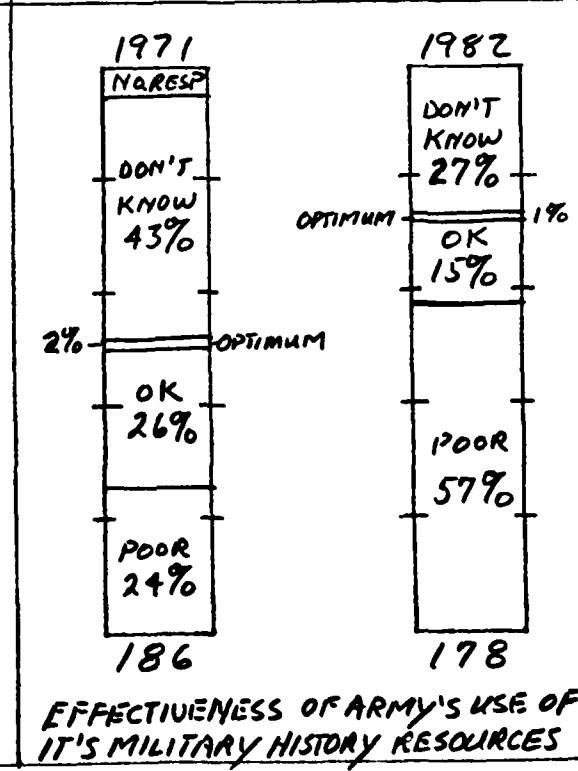 1971
NO RESP
DON'T
KNOW
43%
2% OPTIMUM
OK
26%
POOR
24%
186
1982
DON'T
KNOW
27%
OPTIMUM 1%
OK
15%
POOR
57%
178
EFFECTIVENESS OF ARMY'S USE OF
IT'S MILITARY HISTORY RESOURCES